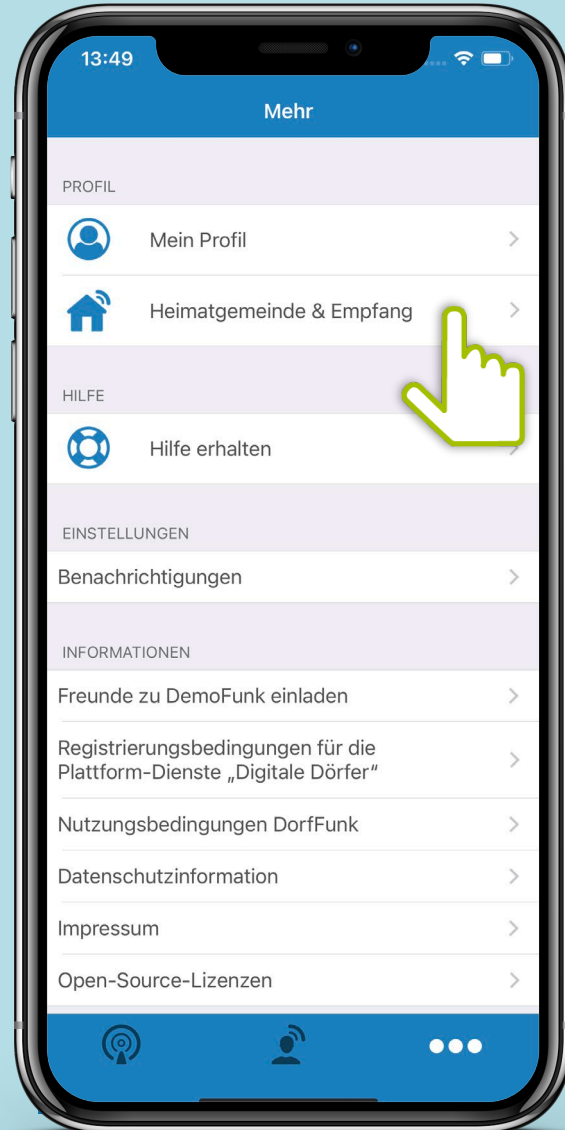 13:49
Mehr
PROFIL
Mein Profil
Heimatgemeinde & Empfang
HILFE
Hilfe erhalten
EINSTELLUNGEN
Benachrichtigungen
INFORMATIONEN
Freunde zu DemoFunk einladen
Registrierungsbedingungen für die
Plattform-Dienste „Digitale Dörfer“
Nutzungsbedingungen DorfFunk
Datenschutzinformation
Impressum
Open-Source-Lizenzen